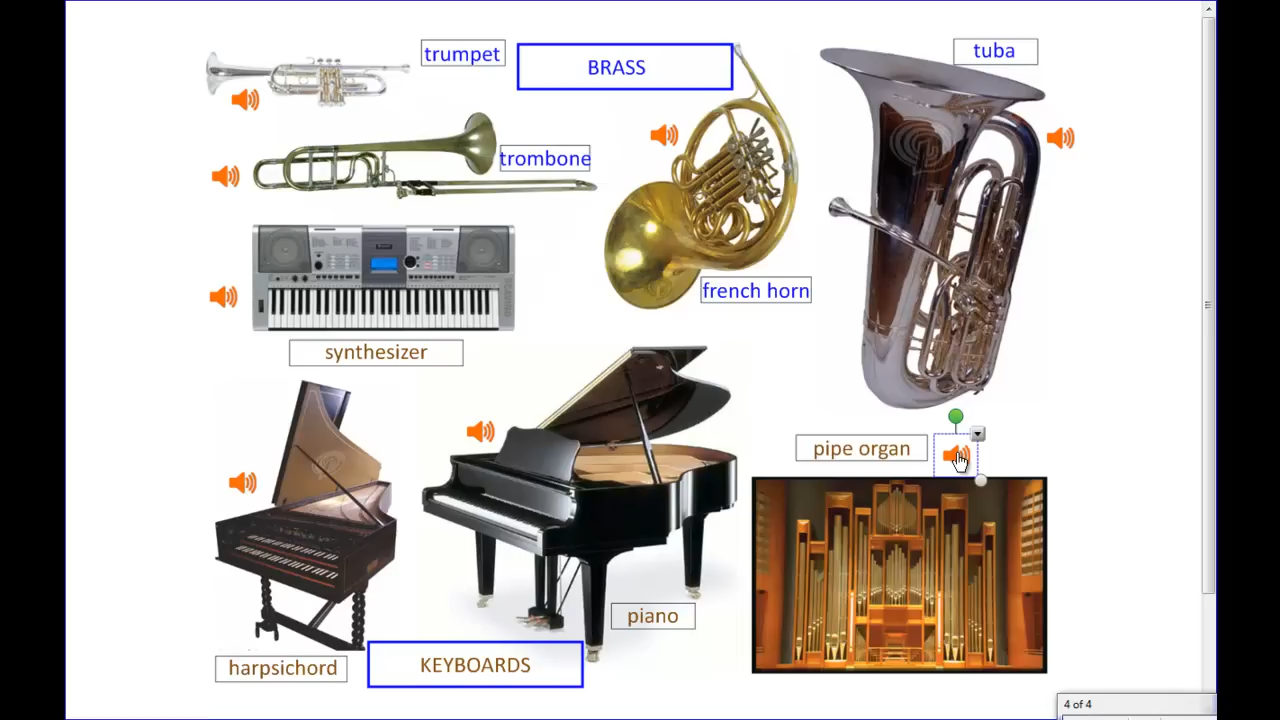 trumpet
BRASS
tuba
trombone
french horn
synthesizer
pipe organ
piano
harpsichord
KEYBOARDS
4 of 4